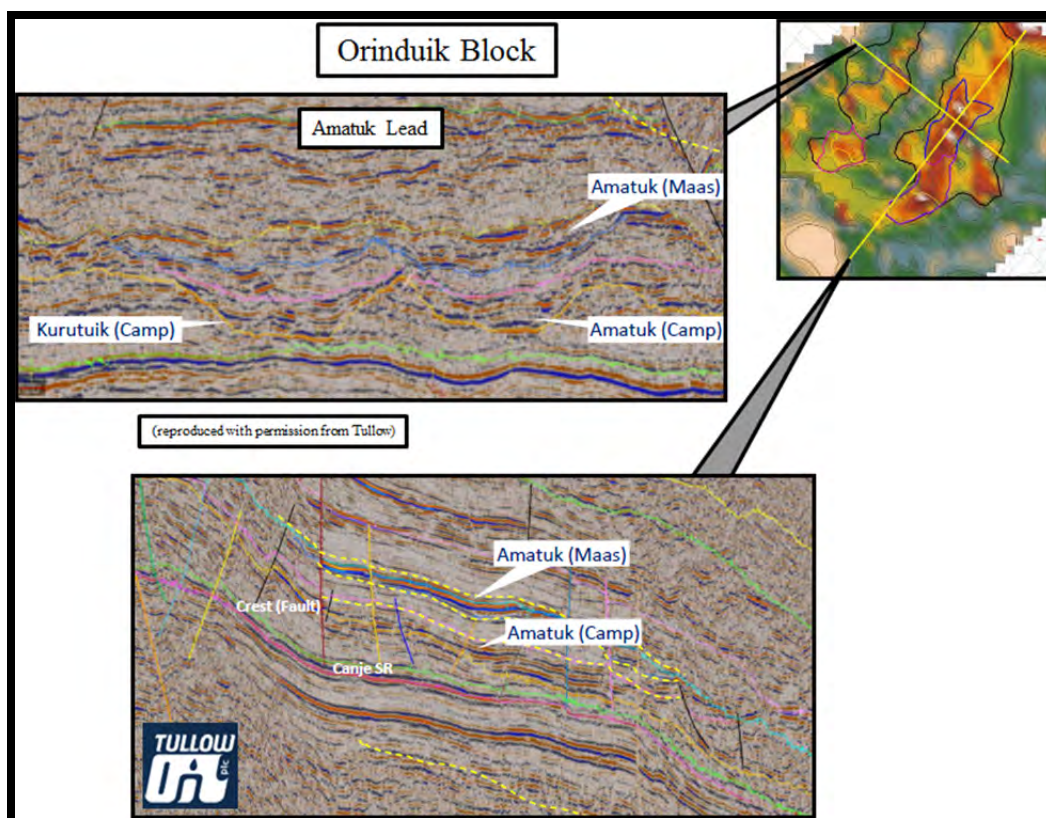 Orinduik Block
Amatuk Lead
Amatuk (Maas)
Kurutuik (Camp)
Amatuk (Camp)
(reproduced with permission from Tullow)
Amatuk (Maas)
Crest (Fault)
Amatuk (Camp)
Canje SR
TULLOW
OIL
plc